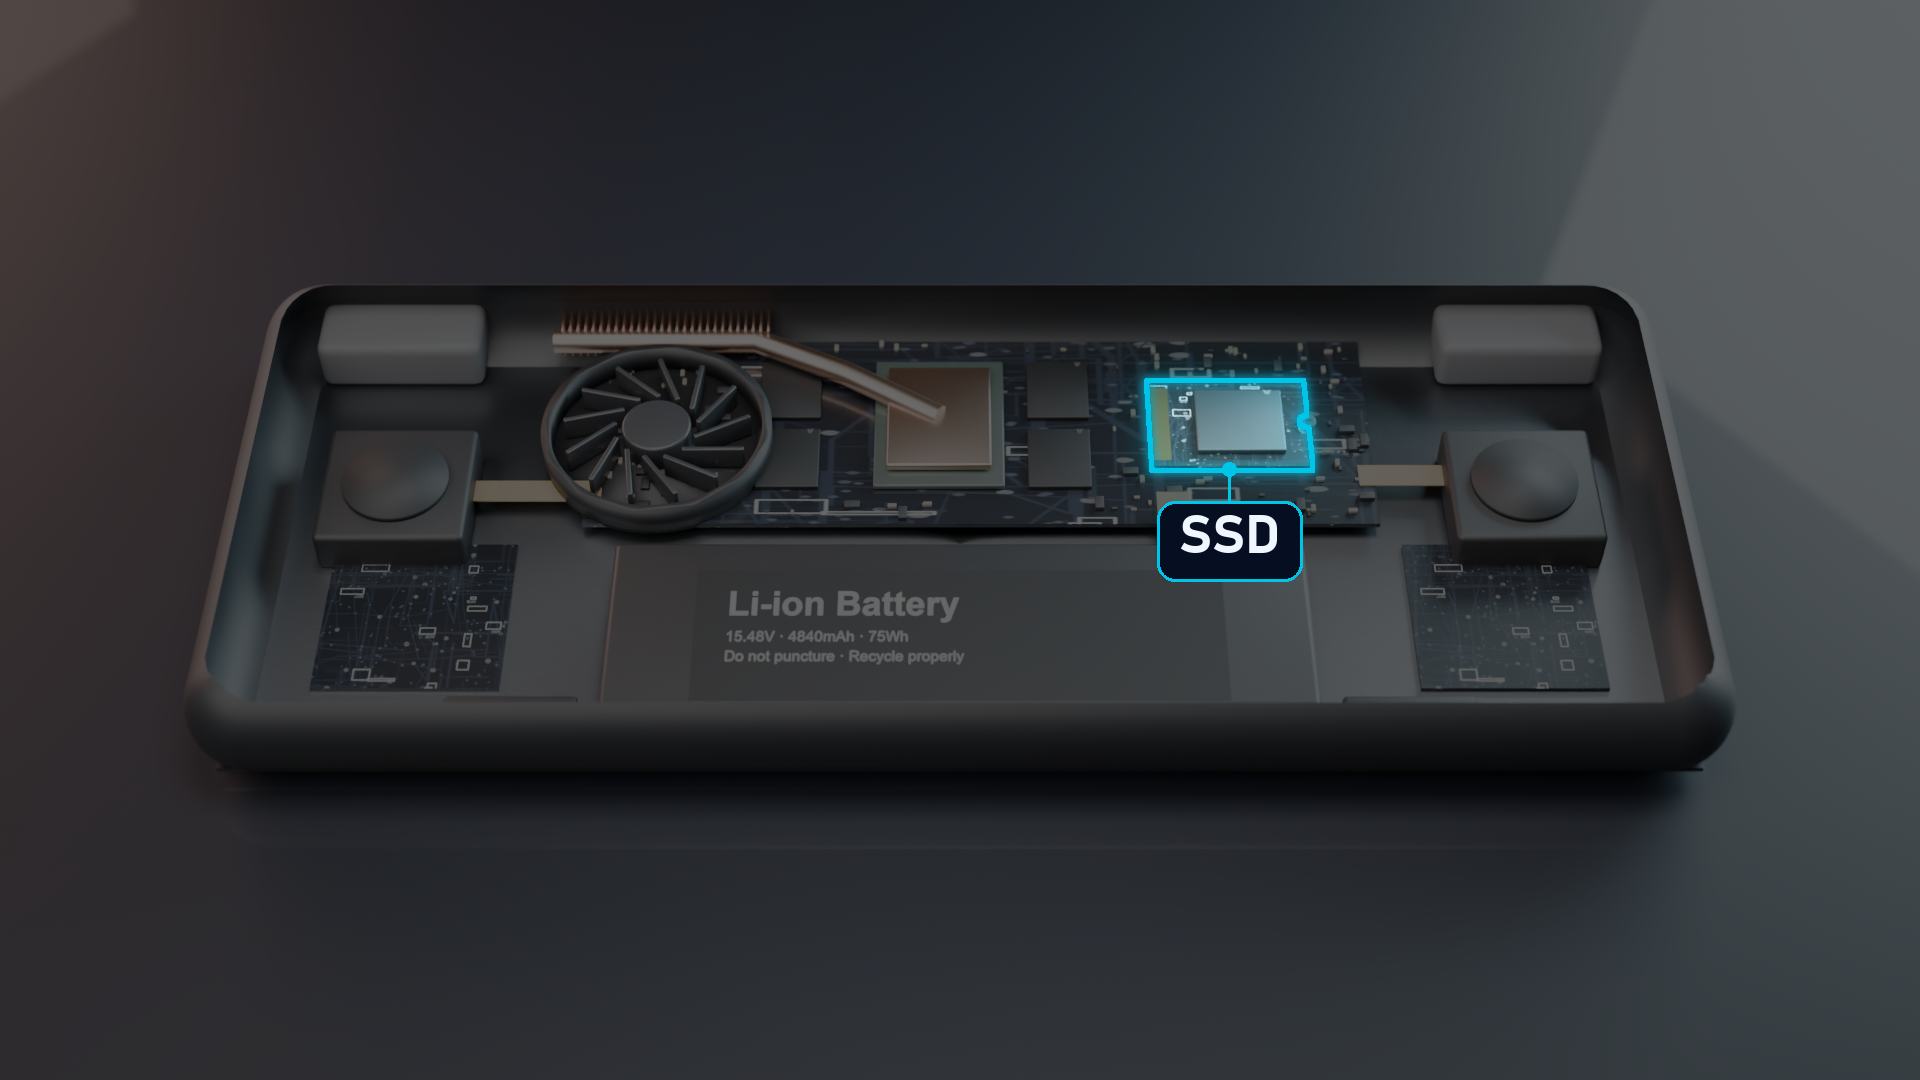 SSD
Li-ion Battery
15.48V · 4840mAh · 75Wh
Do not puncture · Recycle properly